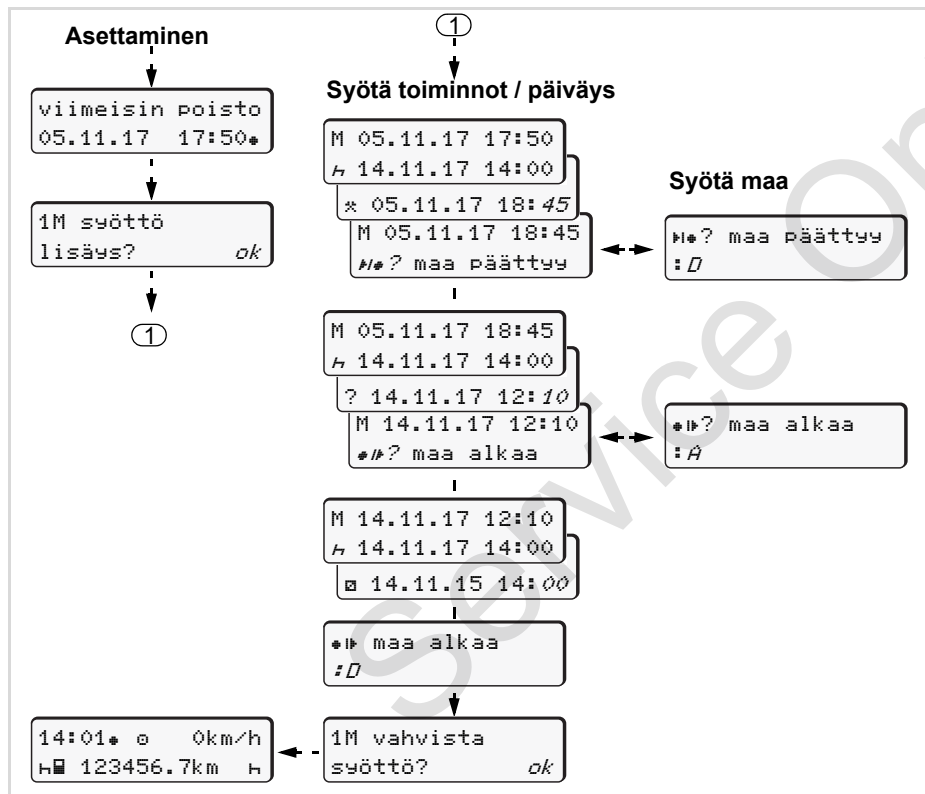 Asettaminen
viimeisin poisto
05.11.17 17:50
1M syöttö
lisäys? ok
1
1
Syötä toiminnot / päiväys
M 05.11.17 17:50
14.11.17 14:00
05.11.17 18:45
M 05.11.17 18:45
? maa päättyy
Syötä maa
? maa päättyy
:D
M 05.11.17 18:45
14.11.17 14:00
? 14.11.17 12:10
M 14.11.17 12:10
? maa alkaa
? maa alkaa
:A
M 14.11.17 12:10
14.11.17 14:00
14.11.15 14:00
maa alkaa
:D
1M vahvista
syöttö? ok
14:01 0km/h
123456.7km
Service On